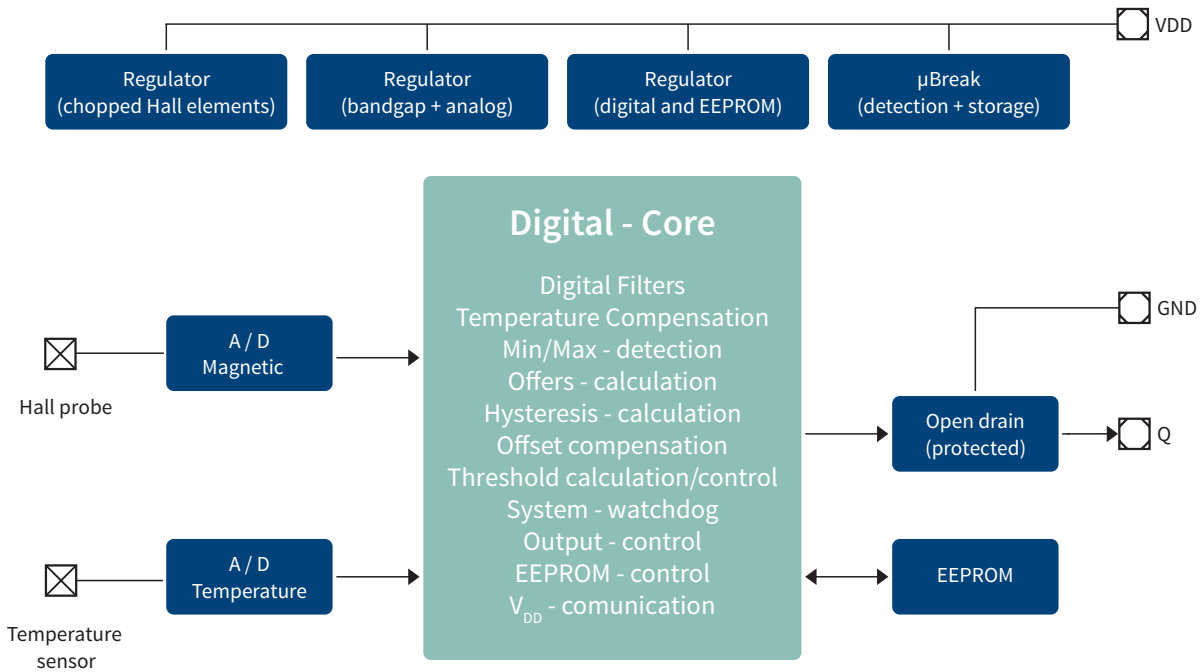 VDD
Regulator
(chopped Hall elements)
Regulator
(bandgap + analog)
Regulator
(digital and EEPROM)
µBreak
(detection + storage)
Digital - Core
Digital Filters
Temperature Compensation
Min/Max - detection
Offers - calculation
Hysteresis - calculation
Offset compensation
Threshold calculation/control
System - watchdog
Output - control
EEPROM - control
VDD - comunication
A / D
Magnetic
Hall probe
A / D
Temperature
Temperature
sensor
GND
Open drain
(protected)
Q
EEPROM